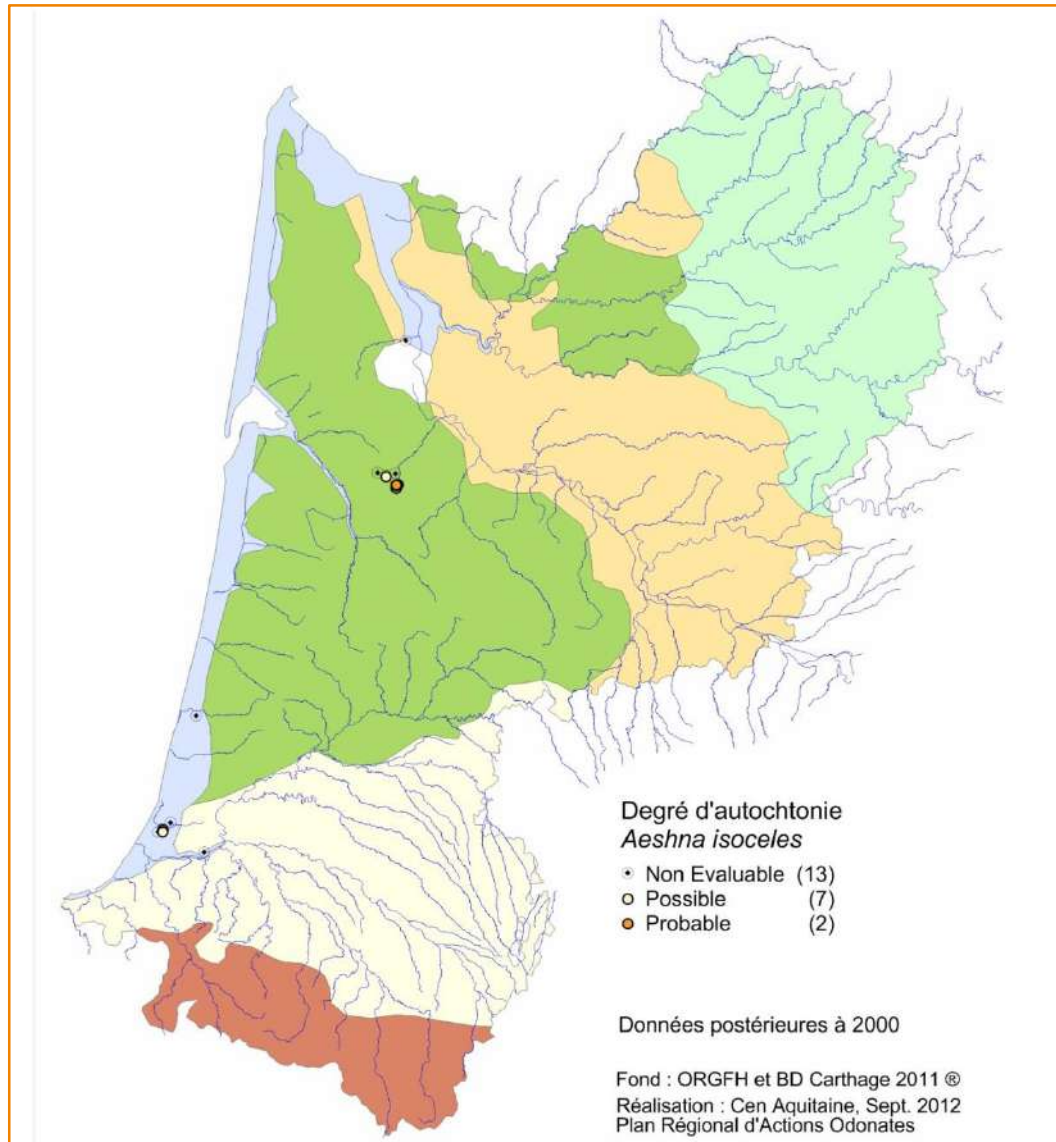 Degré d'autochtonie
Aeshna isoceles
Non Evaluable (13)
Possible (7)
Probable (2)
Données postérieures à 2000
Fond : ORGFH et BD Carthage 2011 ®
Réalisation : Cen Aquitaine, Sept. 2012
Plan Régional d'Actions Odonates